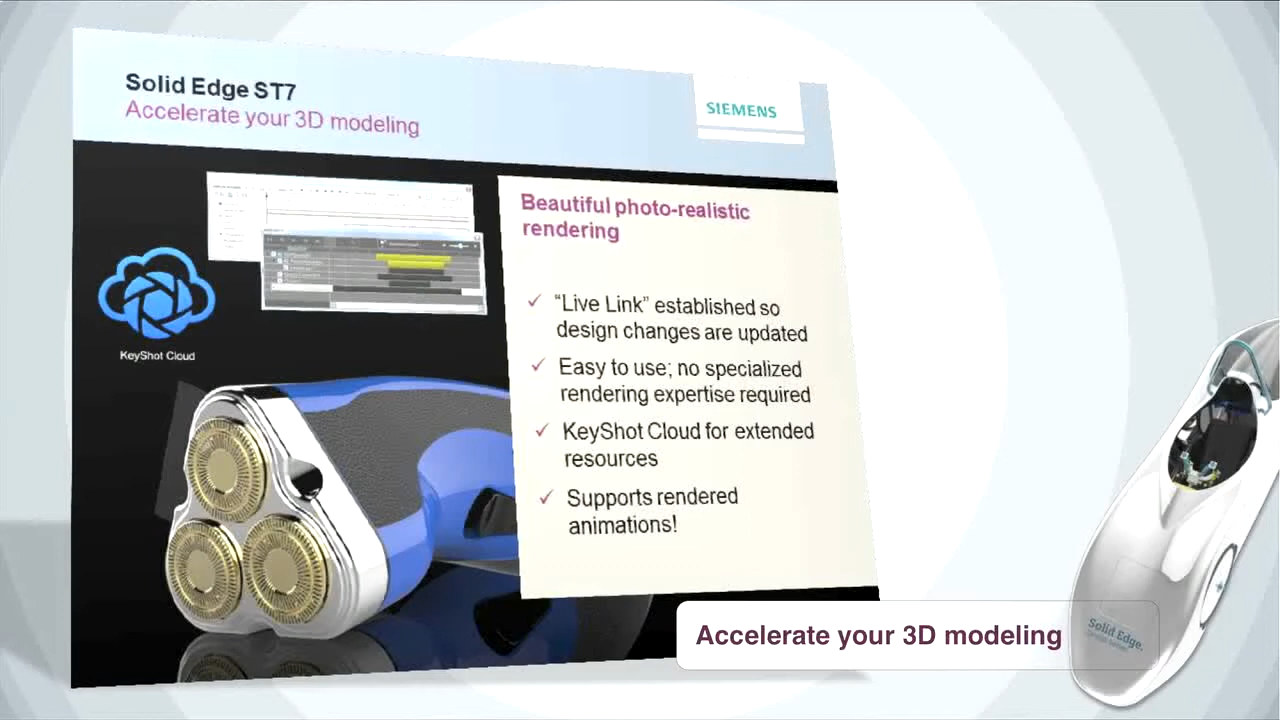 Solid Edge ST7
Accelerate your 3D modeling
SIEMENS
KeyShot Cloud
Beautiful photo-realistic
rendering
✓ “Live Link” established so
design changes are updated
✓ Easy to use; no specialized
rendering expertise required
✓ KeyShot Cloud for extended
resources
✓ Supports rendered
animations!
Accelerate your 3D modeling
Solid Edge.